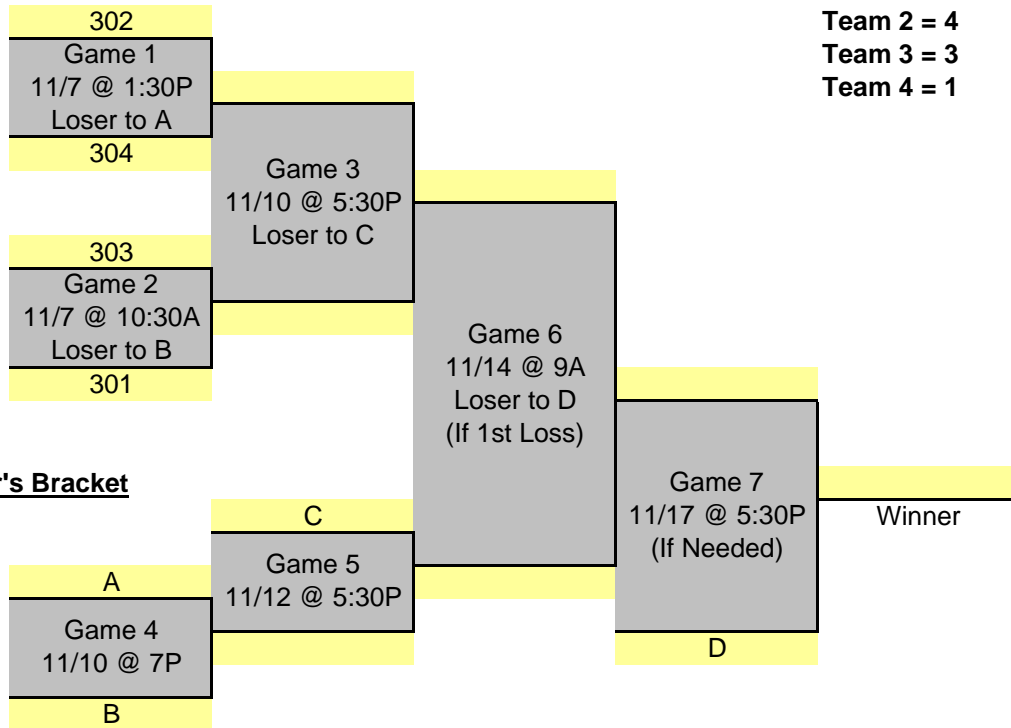 302
Game 1
11/7 @ 1:30P
Loser to A
304
Team 2 = 4
Team 3 = 3
Team 4 = 1
Game 3
11/10 @ 5:30P
Loser to C
303
Game 2
11/7 @ 10:30A
Loser to B
301
Game 6
11/14 @ 9A
Loser to D
(If 1st Loss)
r's Bracket
C
Game 5
11/12 @ 5:30P
A
Game 4
11/10 @ 7P
B
Game 7
11/17 @ 5:30P
(If Needed)
D
Winner